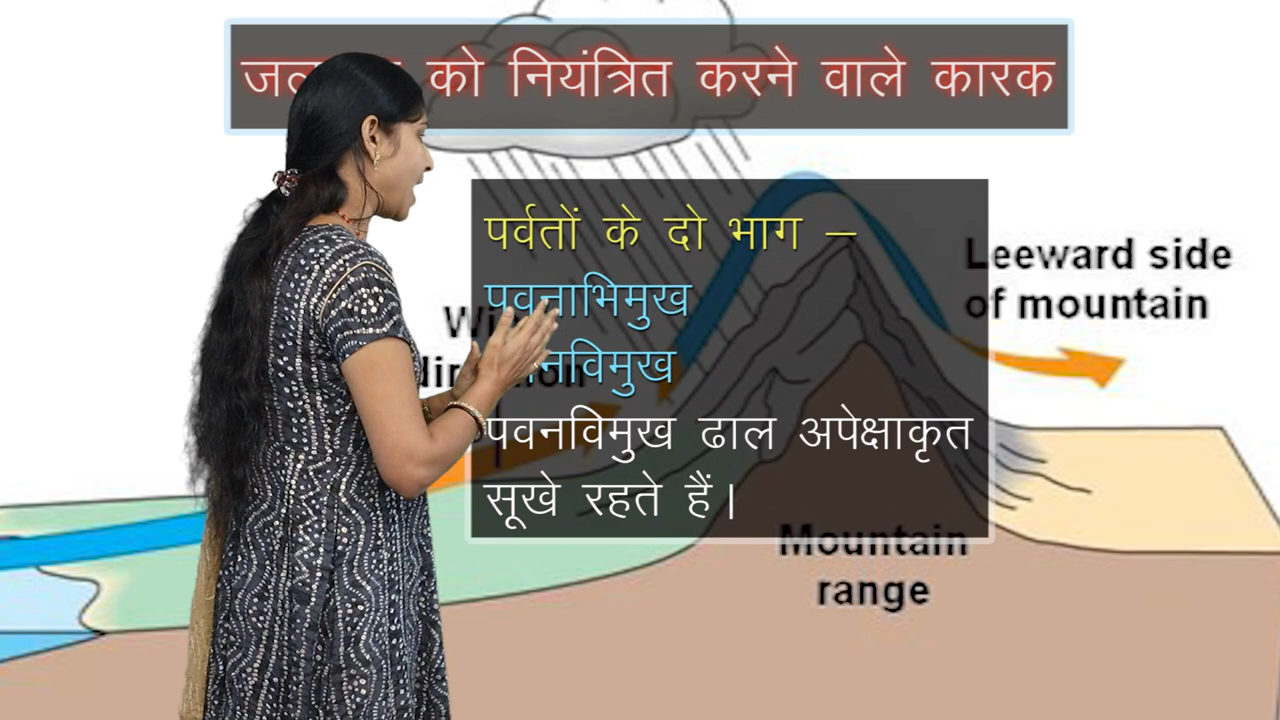 को नियंत्रित करने वाले कारक
पर्वतों के दो भाग –
पवनाभिमुख
पवनविमुख ढाल अपेक्षाकृत
सूखे रहते हैं।
Leeward side
of mountain
Mountain
range